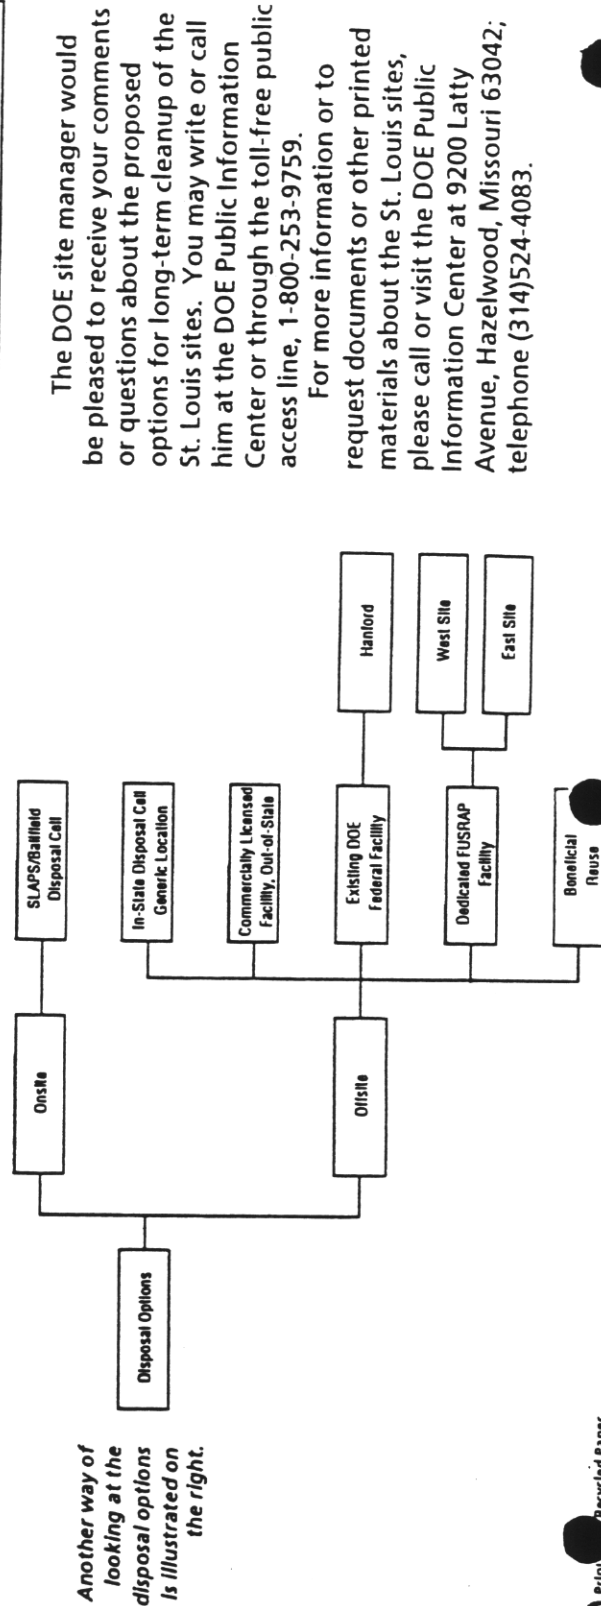 Another way of
looking at the
disposal options
is illustrated on
the right.
Disposal Options
Onsite
Offsite
SLAPS/Ballfield
Disposal Cell
In-State Disposal Cell
Generic Location
Commercially Licensed
Facility, Out-of-State
Existing DOE
Federal Facility
Dedicated FUSRAP
Facility
Beneficial
Reuse
Hanford
West Site
East Site
The DOE site manager would
be pleased to receive your comments
or questions about the proposed
options for long-term cleanup of the
St. Louis sites. You may write or call
him at the DOE Public Information
Center or through the toll-free public
access line, 1-800-253-9759.
For more information or to
request documents or other printed
materials about the St. Louis sites,
please call or visit the DOE Public
Information Center at 9200 Latty
Avenue, Hazelwood, Missouri 63042;
telephone (314)524-4083.
Recycled Paper